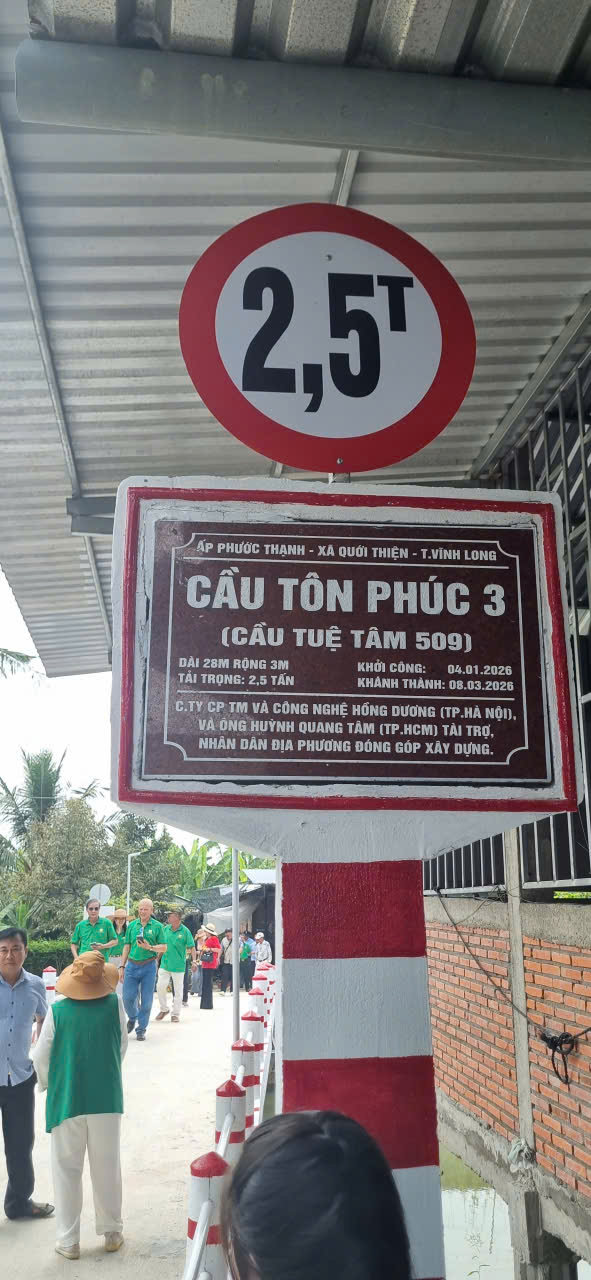 2,5T
ẤP PHƯỚC THẠNH - XÃ QUỚI THIỆN - T.VĨNH LONG
CẦU TÔN PHÚC 3
(CẦU TUỆ TÂM 509)
DÀI 28M RỘNG 3M
TẢI TRỌNG: 2,5 TẤN
KHỞI CÔNG: 04.01.2026
KHÁNH THÀNH: 08.03.2026
C.TY CP TM VÀ CÔNG NGHỆ HỒNG DƯƠNG (TP.HÀ NỘI),
VÀ ÔNG HUỲNH QUANG TÂM (TP.HCM) TÀI TRỢ,
NHÂN DÂN ĐỊA PHƯƠNG ĐÓNG GÓP XÂY DỰNG.